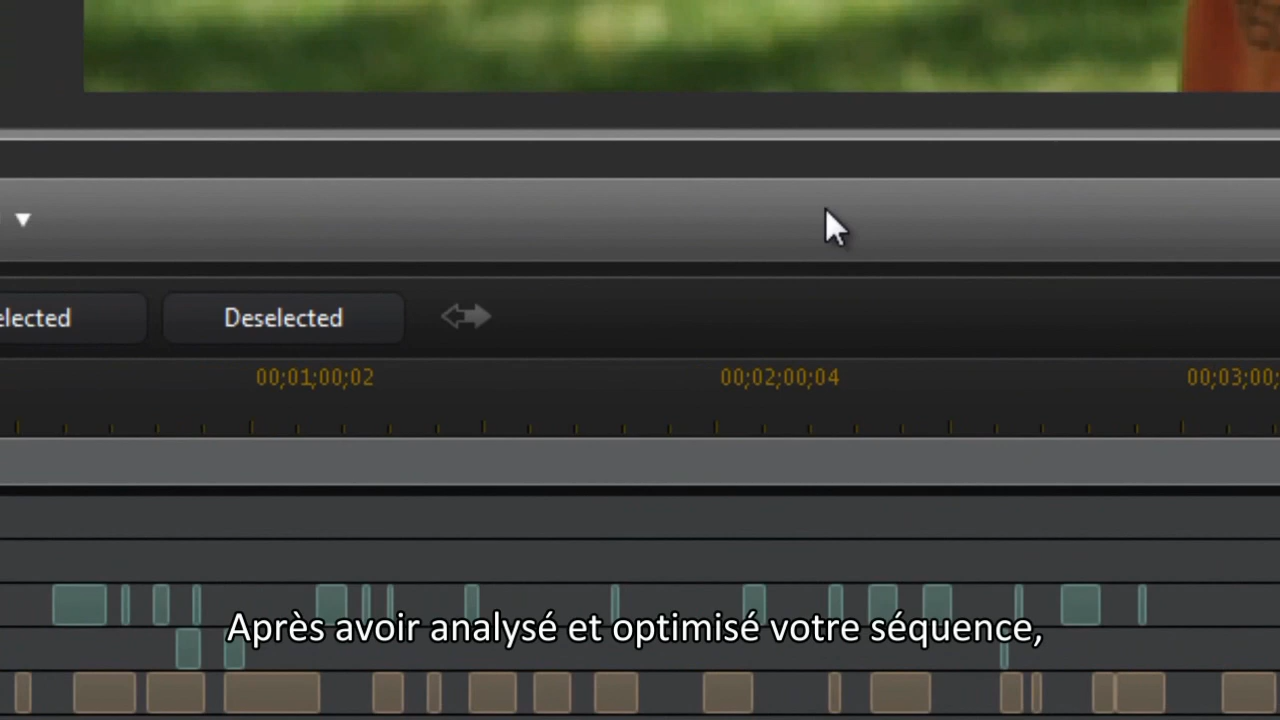 elected
Deselected
00;01;00;02
00;02;00;04
00;03;00;
Après avoir analysé et optimisé votre séquence,